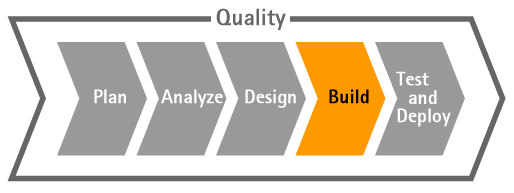 Quality
Plan
Analyze
Design
Build
Test
and
Deploy